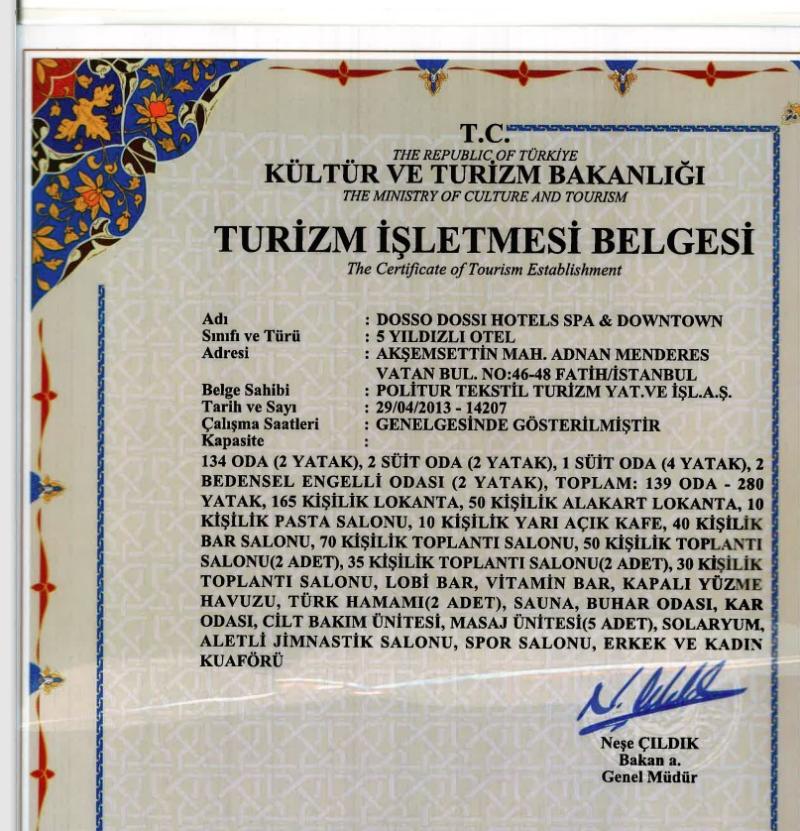 T.C.
THE REPUBLIC OF TÜRKİYE
KÜLTÜR VE TURİZM BAKANLIĞI
THE MINISTRY OF CULTURE AND TOURISM
TURİZM İŞLETMESİ BELGESİ
The Certificate of Tourism Establishment
Adı : DOSSO DOSSI HOTELS SPA & DOWNTOWN
Sınıfı ve Türü : 5 YILDIZLI OTEL
Adresi : AKŞEMSETTİN MAH. ADNAN MENDERES
VATAN BUL. NO:46-48 FATİH/İSTANBUL
Belge Sahibi : POLİTUR TEKSTİL TURİZM YAT.VE İŞL.A.Ş.
Tarih ve Sayı : 29/04/2013 - 14207
Çalışma Saatleri : GENELGESİNDE GÖSTERİLMİŞTİR
Kapasite :
134 ODA (2 YATAK), 2 SÜİT ODA (2 YATAK), 1 SÜİT ODA (4 YATAK), 2
BEDENSEL ENGELLİ ODASI (2 YATAK), TOPLAM: 139 ODA - 280
YATAK, 165 KİŞİLİK LOKANTA, 50 KİŞİLİK ALAKART LOKANTA, 10
KİŞİLİK PASTA SALONU, 10 KİŞİLİK YARI AÇIK KAFE, 40 KİŞİLİK
BAR SALONU, 70 KİŞİLİK TOPLANTI SALONU, 50 KİŞİLİK TOPLANTI
SALONU(2 ADET), 35 KİŞİLİK TOPLANTI SALONU(2 ADET), 30 KİŞİLİK
TOPLANTI SALONU, LOBİ BAR, VİTAMİN BAR, KAPALI YÜZME
HAVUZU, TÜRK HAMAMI(2 ADET), SAUNA, BUHAR ODASI, KAR
ODASI, CİLT BAKIM ÜNİTESİ, MASAJ ÜNİTESİ(5 ADET), SOLARYUM,
ALETLİ JİMNASTİK SALONU, SPOR SALONU, ERKEK VE KADIN
KUAFÖRÜ
Neşe ÇILDIK
Bakan a.
Genel Müdür